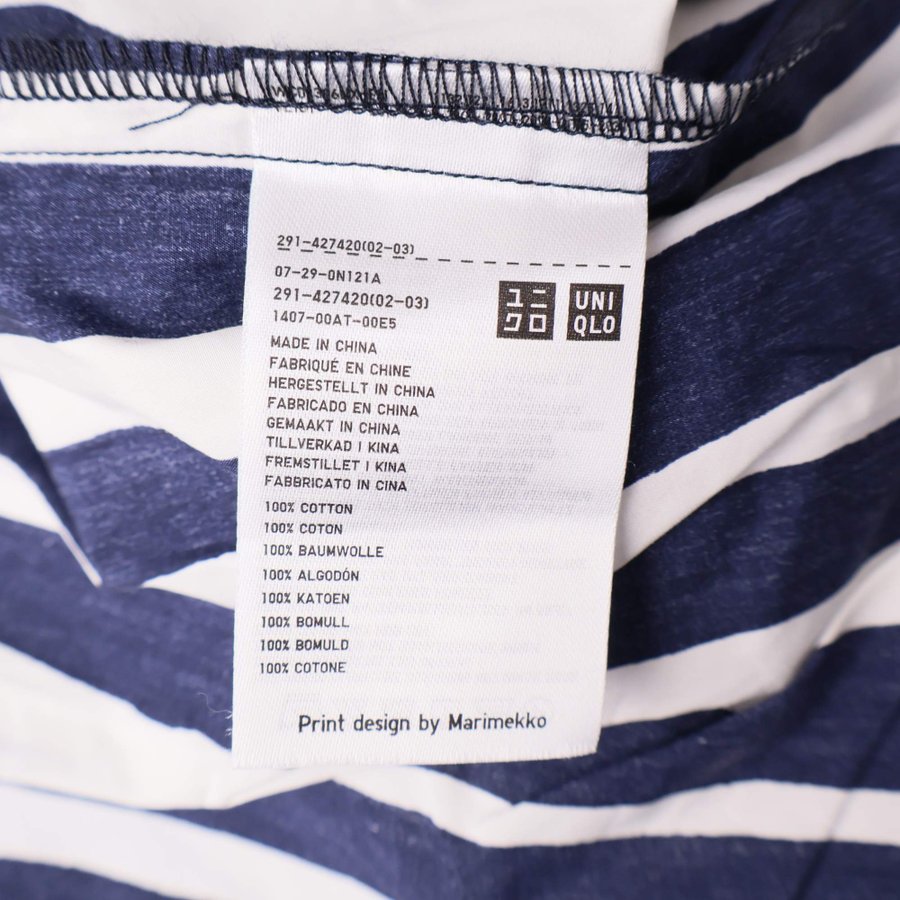 291-427420(02-03)
07-29-0N121A
291-427420(02-03)
1407-00AT-00E5
ユニ
クロ
UNI
QLO
MADE IN CHINA
FABRIQUÉ EN CHINE
HERGESTELLT IN CHINA
FABRICADO EN CHINA
GEMAAKT IN CHINA
TILLVERKAD I KINA
FREMSTILLET I KINA
FABBRICATO IN CINA
100% COTTON
100% COTON
100% BAUMWOLLE
100% ALGODÓN
100% KATOEN
100% BOMULL
100% BOMULD
100% COTONE
Print design by Marimekko